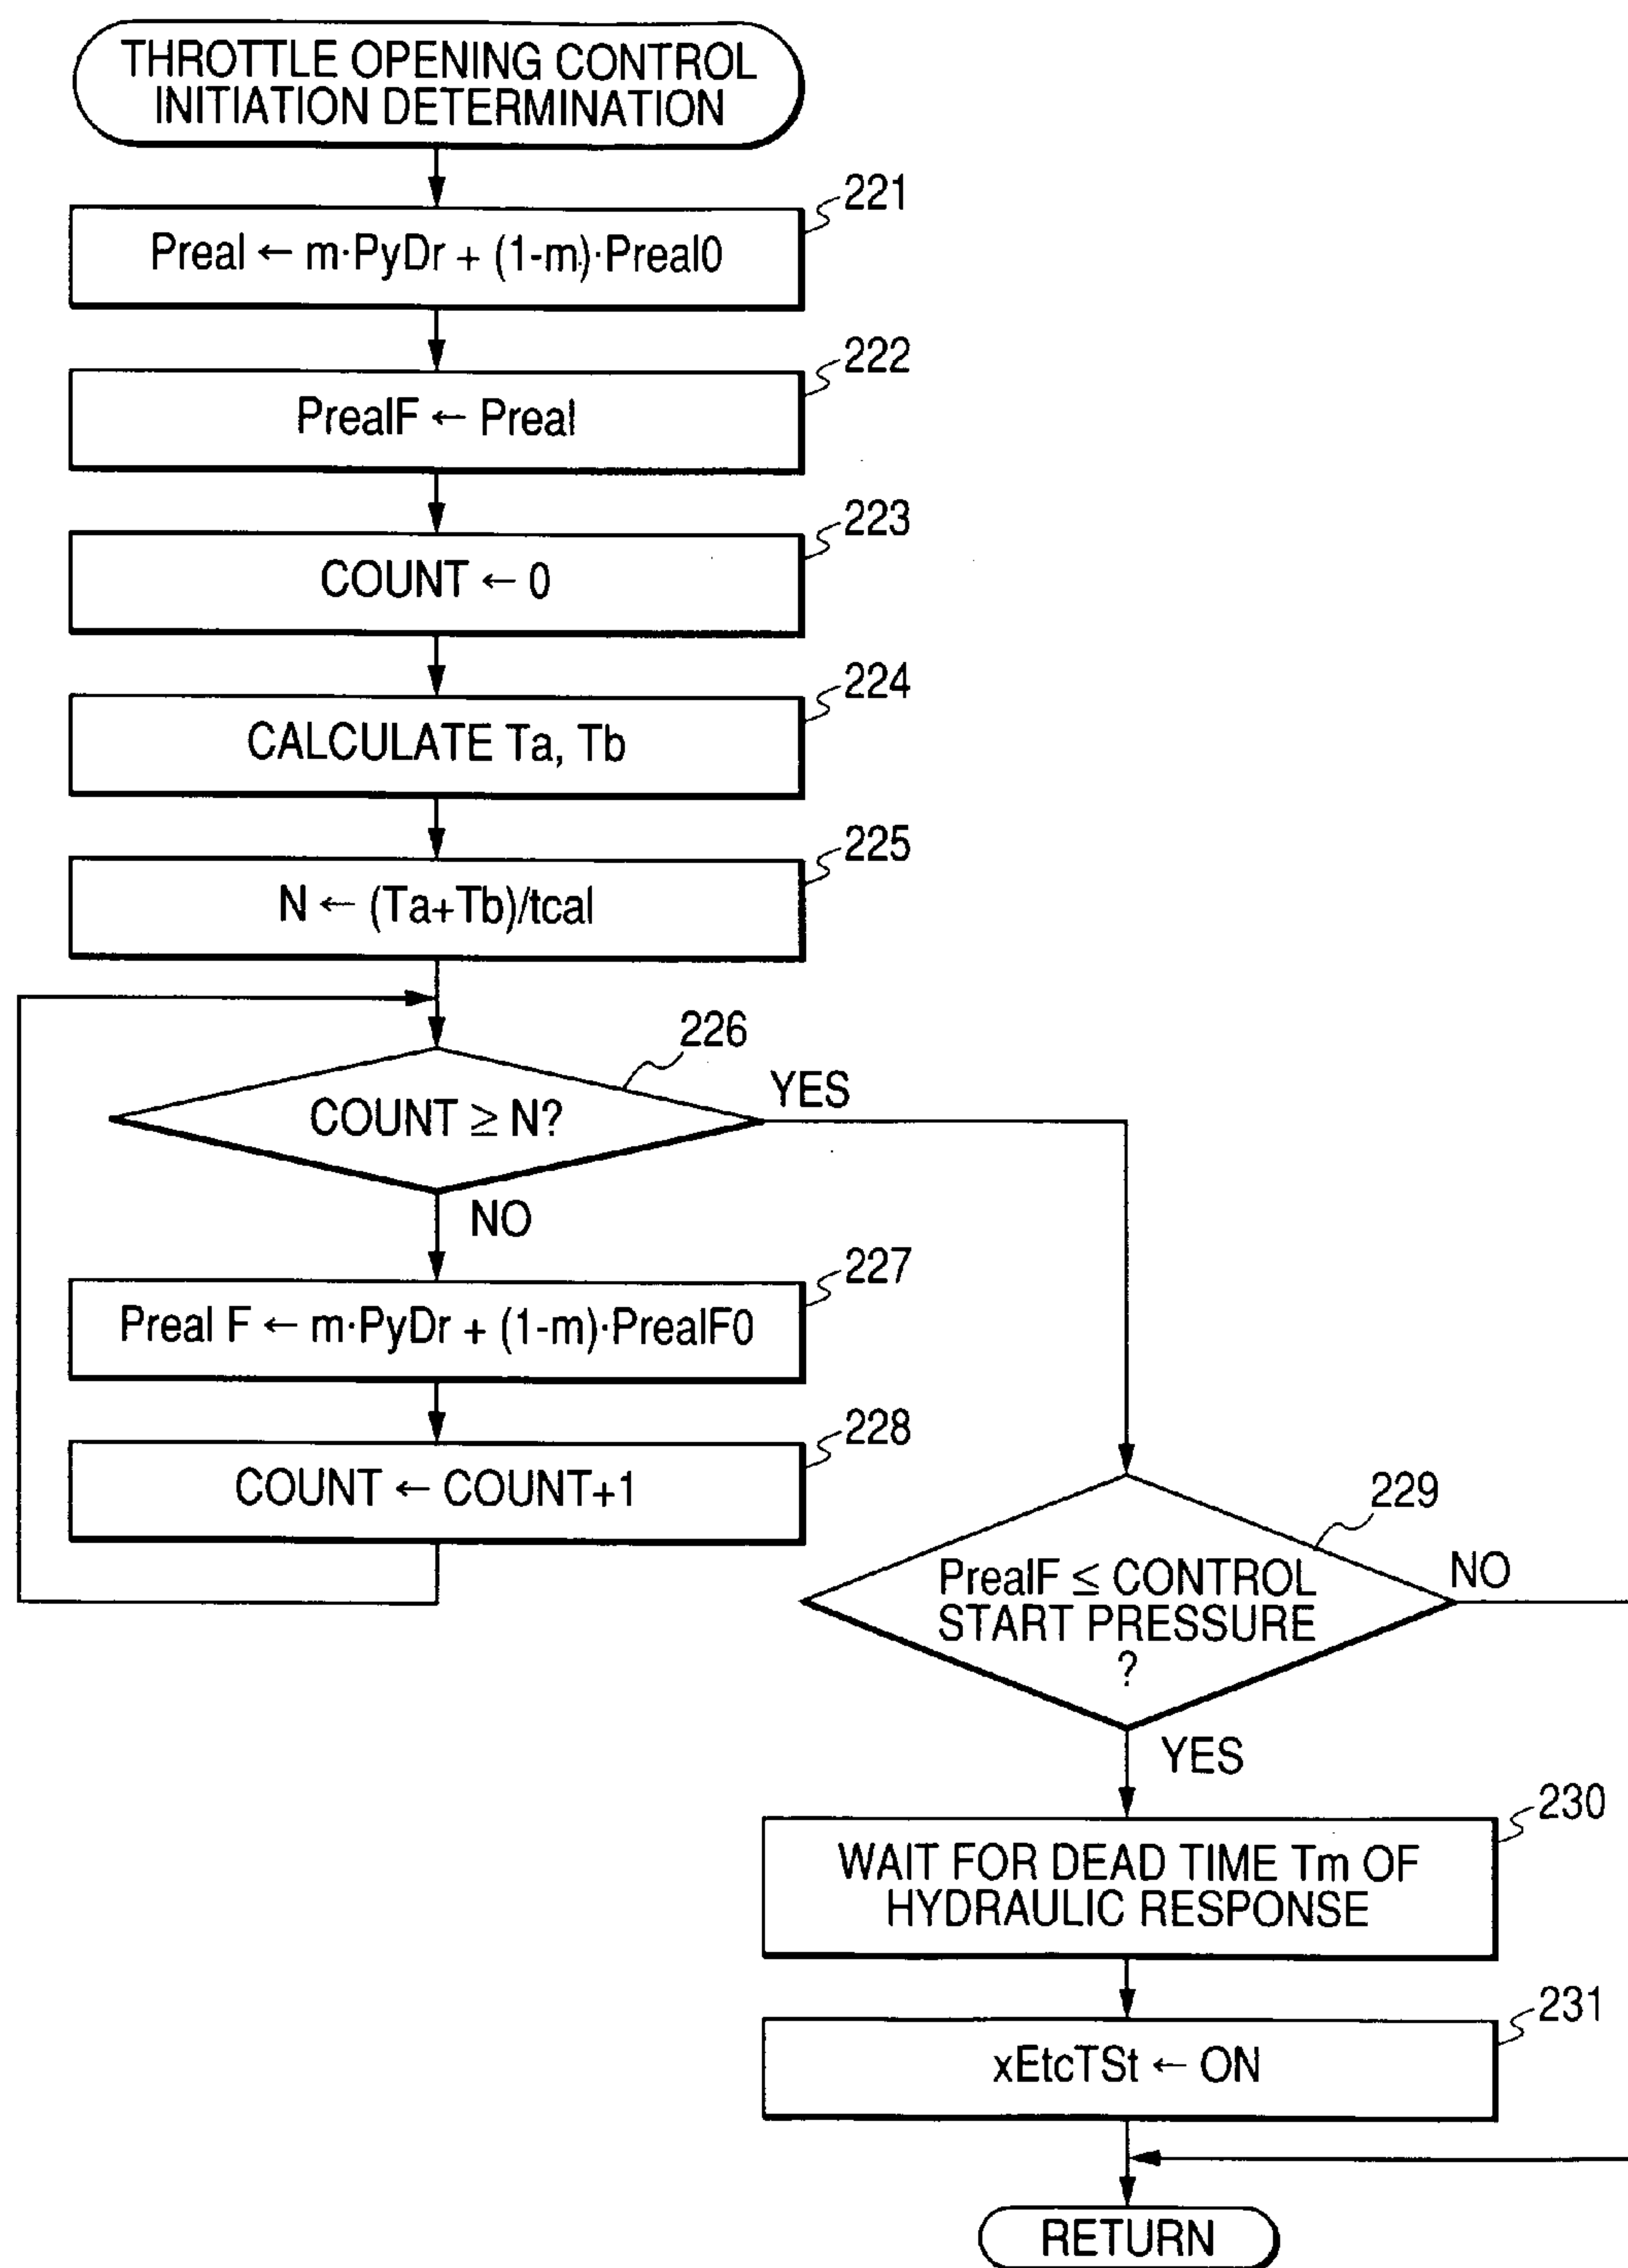 THROTTLE OPENING CONTROL
INITIATION DETERMINATION
221
Preal ← m·PyDr + (1-m)·Preal0
222
PrealF ← Preal
223
COUNT ← 0
224
CALCULATE Ta, Tb
225
N ← (Ta+Tb)/tcal
226
COUNT ≥ N?
YES
NO
227
Preal F ← m·PyDr + (1-m)·PrealF0
228
COUNT ← COUNT+1
229
PrealF ≤ CONTROL
START PRESSURE
?
NO
YES
230
WAIT FOR DEAD TIME Tm OF
HYDRAULIC RESPONSE
231
xEtcTSt ← ON
RETURN